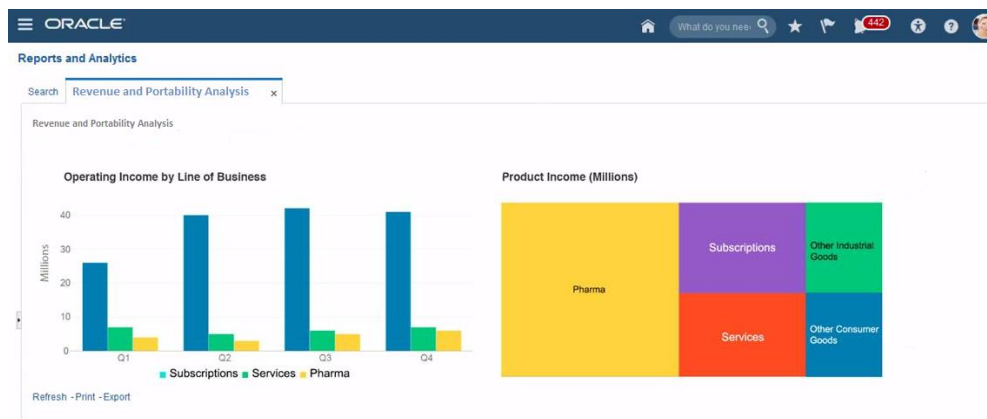 ORACLE
What do you nee
442
Reports and Analytics
Search
Revenue and Portability Analysis x
Revenue and Portability Analysis
Operating Income by Line of Business
Millions
40
30
20
10
0
Q1 Q2 Q3 Q4
Subscriptions Services Pharma
Product Income (Millions)
Pharma
Subscriptions
Services
Other Industrial
Goods
Other Consumer
Goods
Refresh - Print - Export